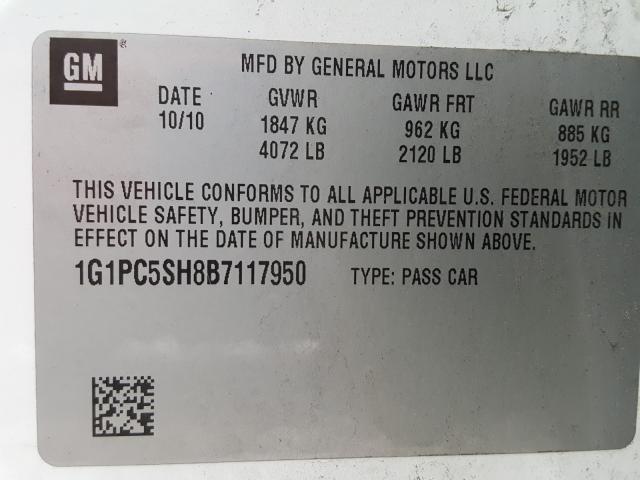 GM
MFD BY GENERAL MOTORS LLC
DATE GVWR GAWR FRT GAWR RR
10/10 1847 KG 962 KG 885 KG
4072 LB 2120 LB 1952 LB
THIS VEHICLE CONFORMS TO ALL APPLICABLE U.S. FEDERAL MOTOR
VEHICLE SAFETY, BUMPER, AND THEFT PREVENTION STANDARDS IN
EFFECT ON THE DATE OF MANUFACTURE SHOWN ABOVE.
1G1PC5SH8B7117950 TYPE: PASS CAR